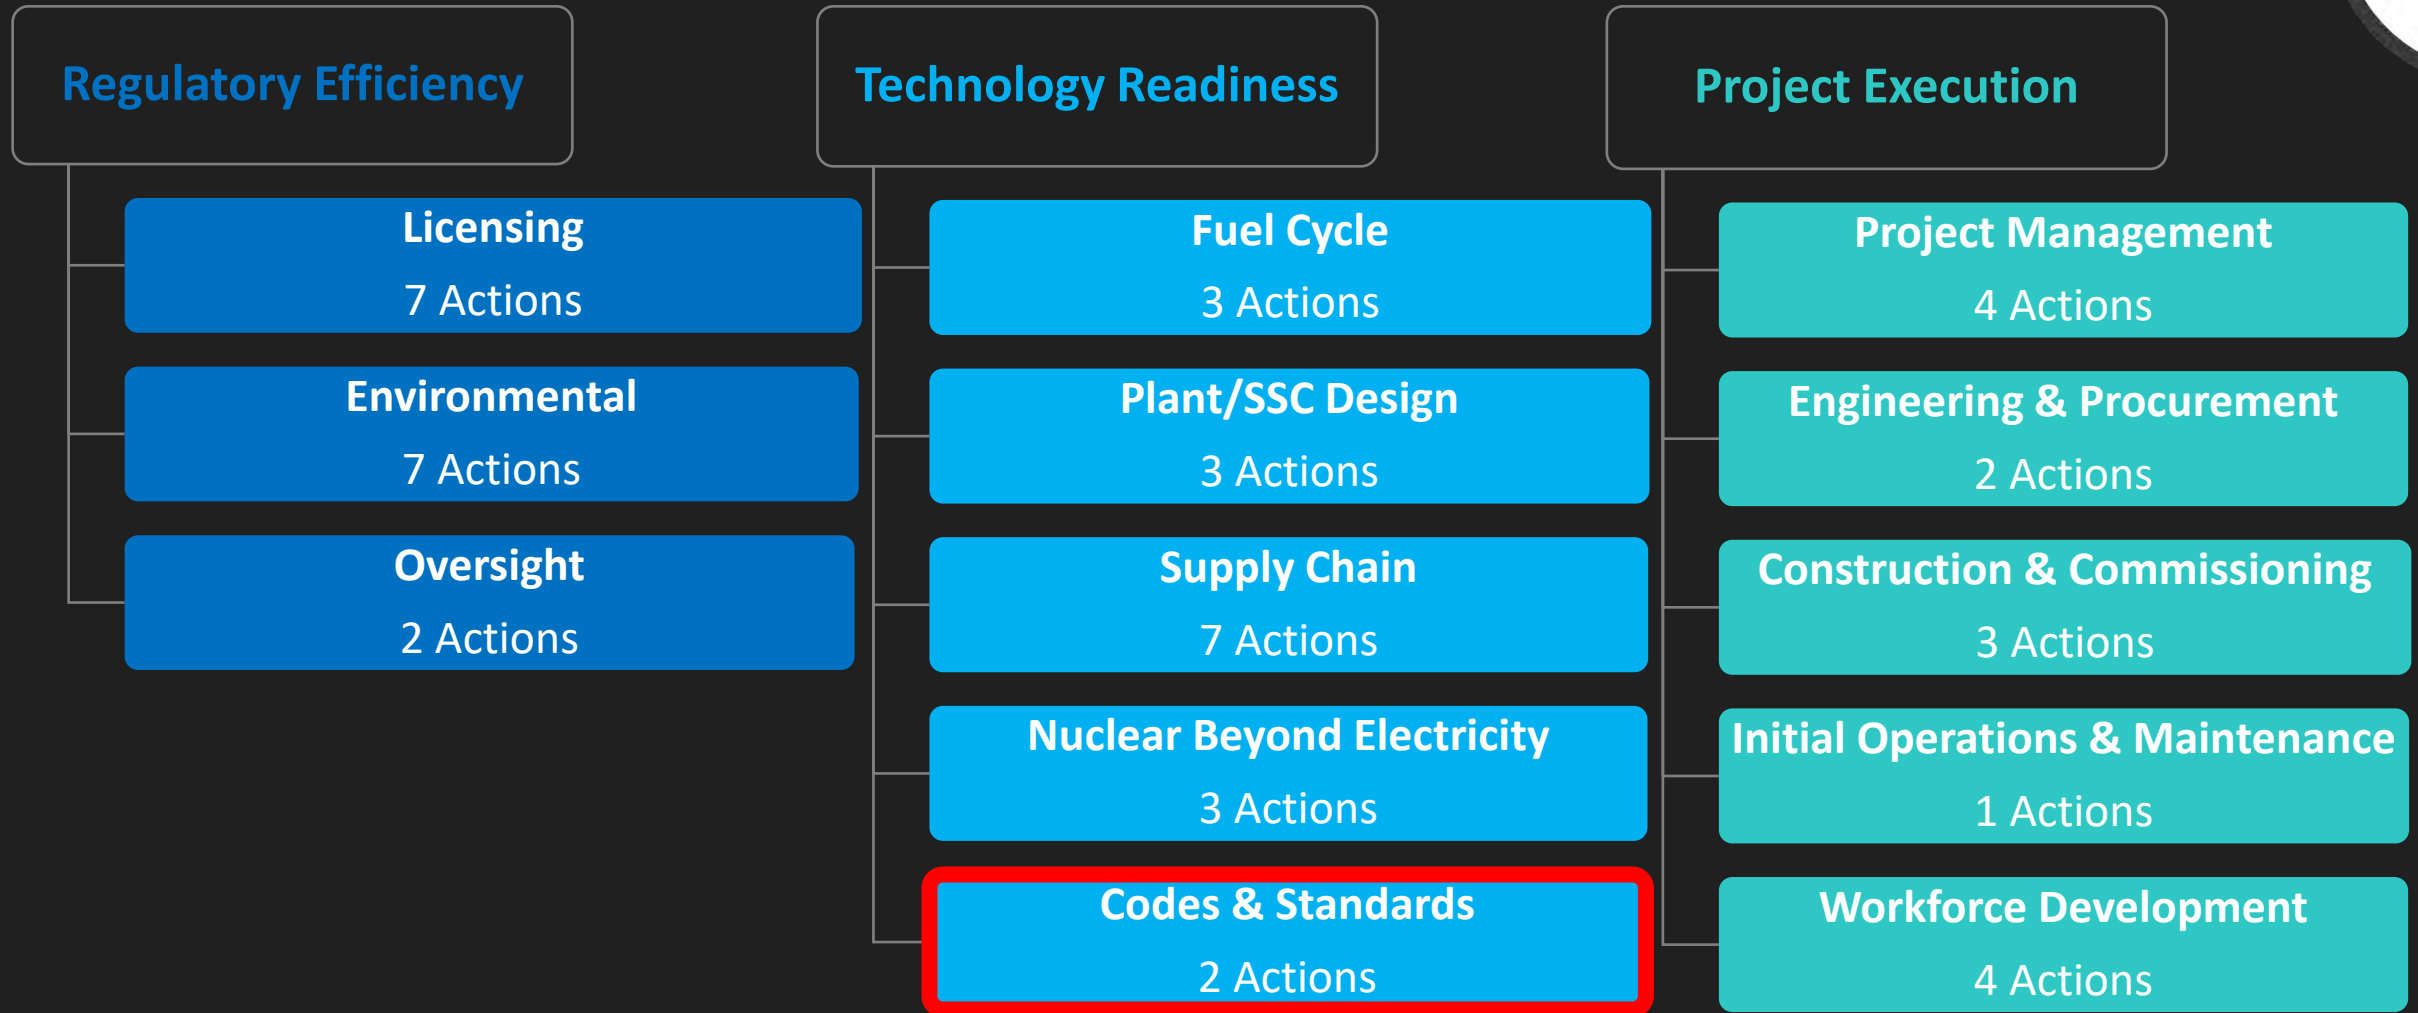 Regulatory Efficiency
Licensing
7 Actions
Environmental
7 Actions
Oversight
2 Actions
Technology Readiness
Fuel Cycle
3 Actions
Plant/SSC Design
3 Actions
Supply Chain
7 Actions
Nuclear Beyond Electricity
3 Actions
Codes & Standards
2 Actions
Project Execution
Project Management
4 Actions
Engineering & Procurement
2 Actions
Construction & Commissioning
3 Actions
Initial Operations & Maintenance
1 Actions
Workforce Development
4 Actions